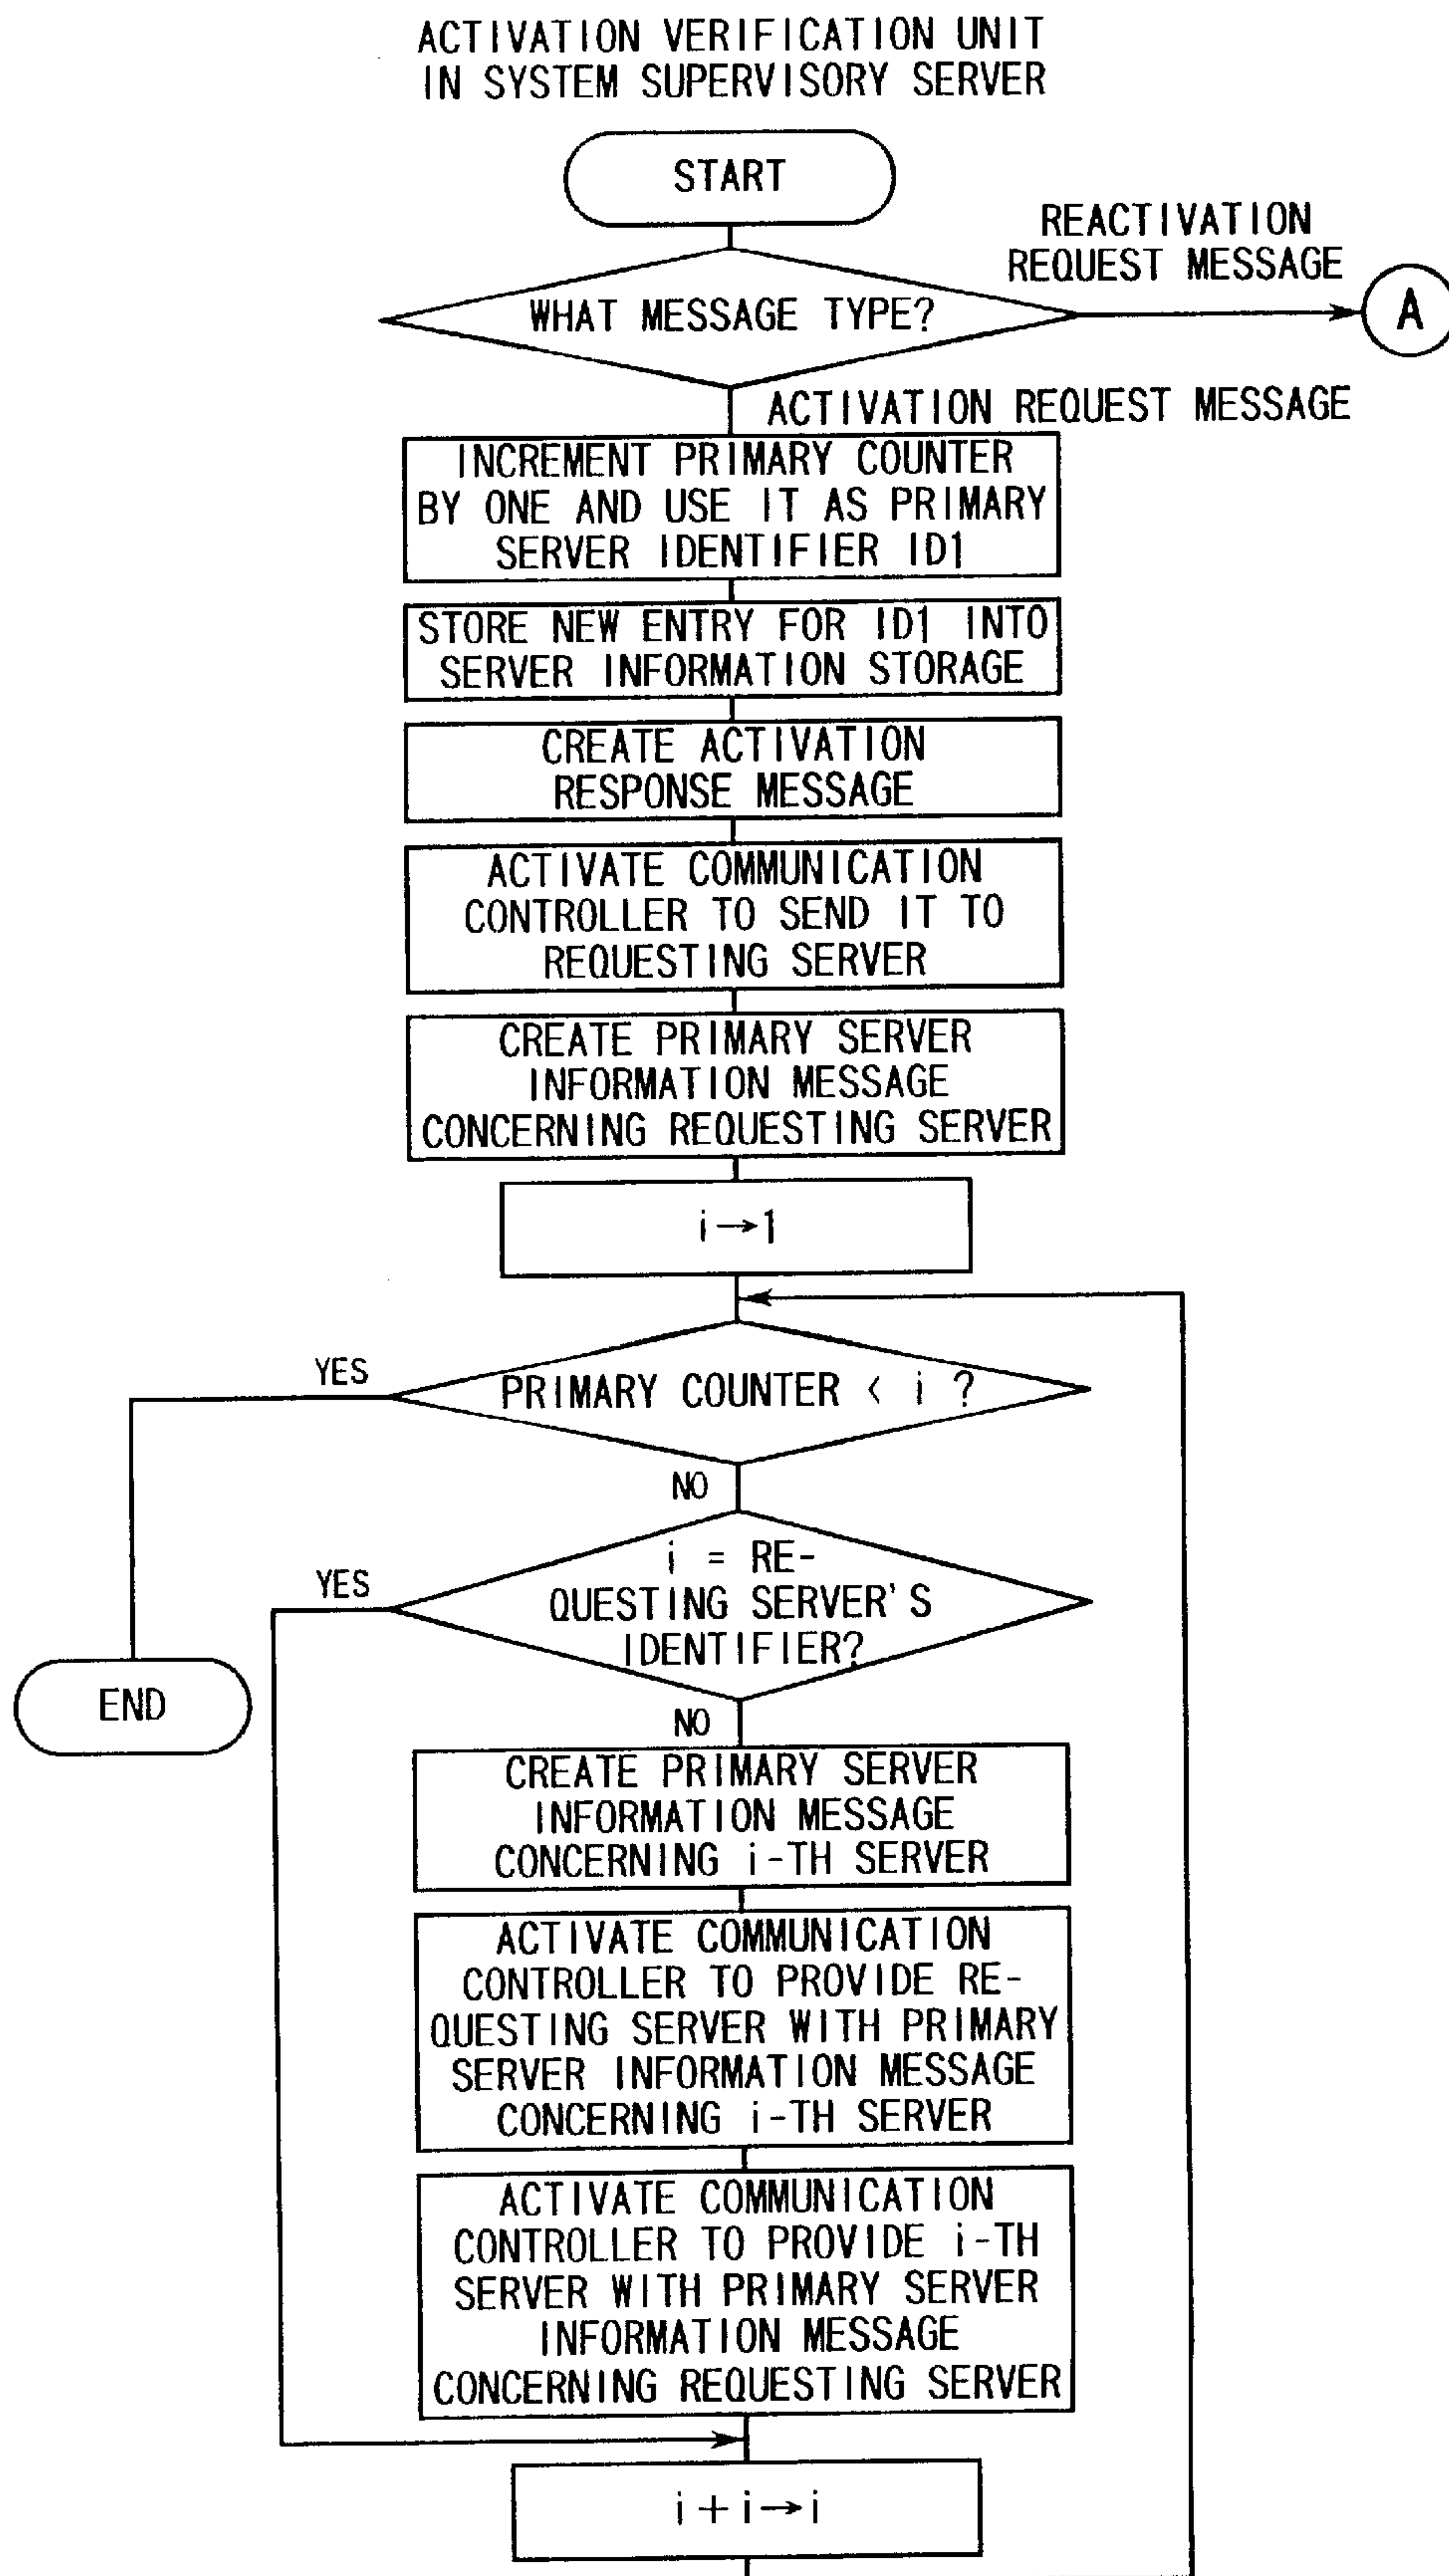 ACTIVATION VERIFICATION UNIT
IN SYSTEM SUPERVISORY SERVER
START
REACTIVATION
REQUEST MESSAGE
WHAT MESSAGE TYPE?
A
ACTIVATION REQUEST MESSAGE
INCREMENT PRIMARY COUNTER
BY ONE AND USE IT AS PRIMARY
SERVER IDENTIFIER ID1
STORE NEW ENTRY FOR ID1 INTO
SERVER INFORMATION STORAGE
CREATE ACTIVATION
RESPONSE MESSAGE
ACTIVATE COMMUNICATION
CONTROLLER TO SEND IT TO
REQUESTING SERVER
CREATE PRIMARY SERVER
INFORMATION MESSAGE
CONCERNING REQUESTING SERVER
i→1
YES
PRIMARY COUNTER < i ?
NO
i = RE-
YES
QUESTING SERVER'S
IDENTIFIER?
END
NO
CREATE PRIMARY SERVER
INFORMATION MESSAGE
CONCERNING i-TH SERVER
ACTIVATE COMMUNICATION
CONTROLLER TO PROVIDE RE-
QUESTING SERVER WITH PRIMARY
SERVER INFORMATION MESSAGE
CONCERNING i-TH SERVER
ACTIVATE COMMUNICATION
CONTROLLER TO PROVIDE i-TH
SERVER WITH PRIMARY SERVER
INFORMATION MESSAGE
CONCERNING REQUESTING SERVER
i+i→i